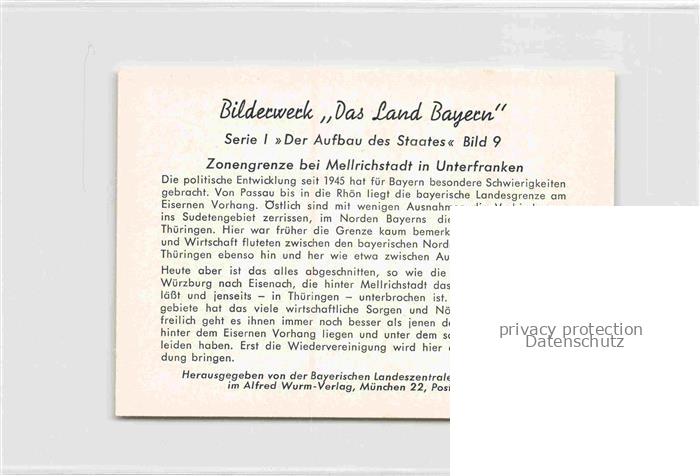 Bilderwerk „Das Land Bayern“
Serie I »Der Aufbau des Staates« Bild 9
Zonengrenze bei Mellrichstadt in Unterfranken
Die politische Entwicklung seit 1945 hat für Bayern besondere Schwierigkeiten
gebracht. Von Passau bis in die Rhön liegt die bayerische Landesgrenze am
Eisernen Vorhang. Östlich sind mit wenigen Ausnahmen die
ins Sudetengebiet zerrissen, im Norden Bayerns die
Thüringen. Hier war früher die Grenze kaum bemerk
und Wirtschaft fluteten zwischen den bayerischen Nord
Thüringen ebenso hin und her wie etwa zwischen Au
Heute aber ist das alles abgeschnitten, so wie die
Würzburg nach Eisenach, die hinter Mellrichstadt das
läßt und jenseits – in Thüringen – unterbrochen ist.
gebiete hat das viele wirtschaftliche Sorgen und Nö
freilich geht es ihnen immer noch besser als jenen de
hinter dem Eisernen Vorhang liegen und unter dem so
leiden haben. Erst die Wiedervereinigung wird hier
dung bringen.
Herausgegeben von der Bayerischen Landeszentrale
im Alfred Wurm-Verlag, München 22, Post
privacy protection
Datenschutz